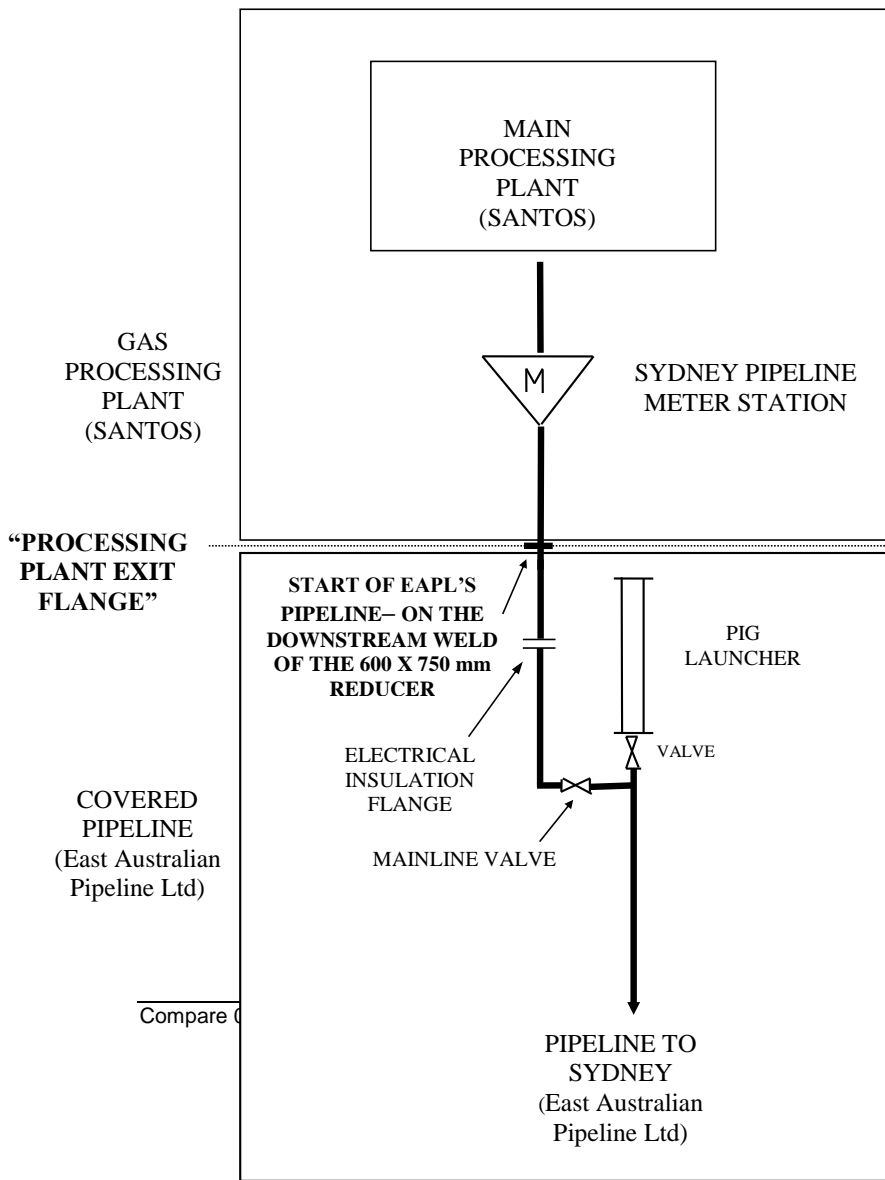 MAIN
PROCESSING
PLANT
(SANTOS)
GAS
PROCESSING
PLANT
(SANTOS)
M
SYDNEY PIPELINE
METER STATION
“PROCESSING
PLANT EXIT
FLANGE”
START OF EAPL’S
PIPELINE– ON THE
DOWNSTREAM WELD
OF THE 600 X 750 mm
REDUCER
PIG
LAUNCHER
VALVE
ELECTRICAL
INSULATION
FLANGE
MAINLINE VALVE
COVERED
PIPELINE
(East Australian
Pipeline Ltd)
Compare
PIPELINE TO
SYDNEY
(East Australian
Pipeline Ltd)